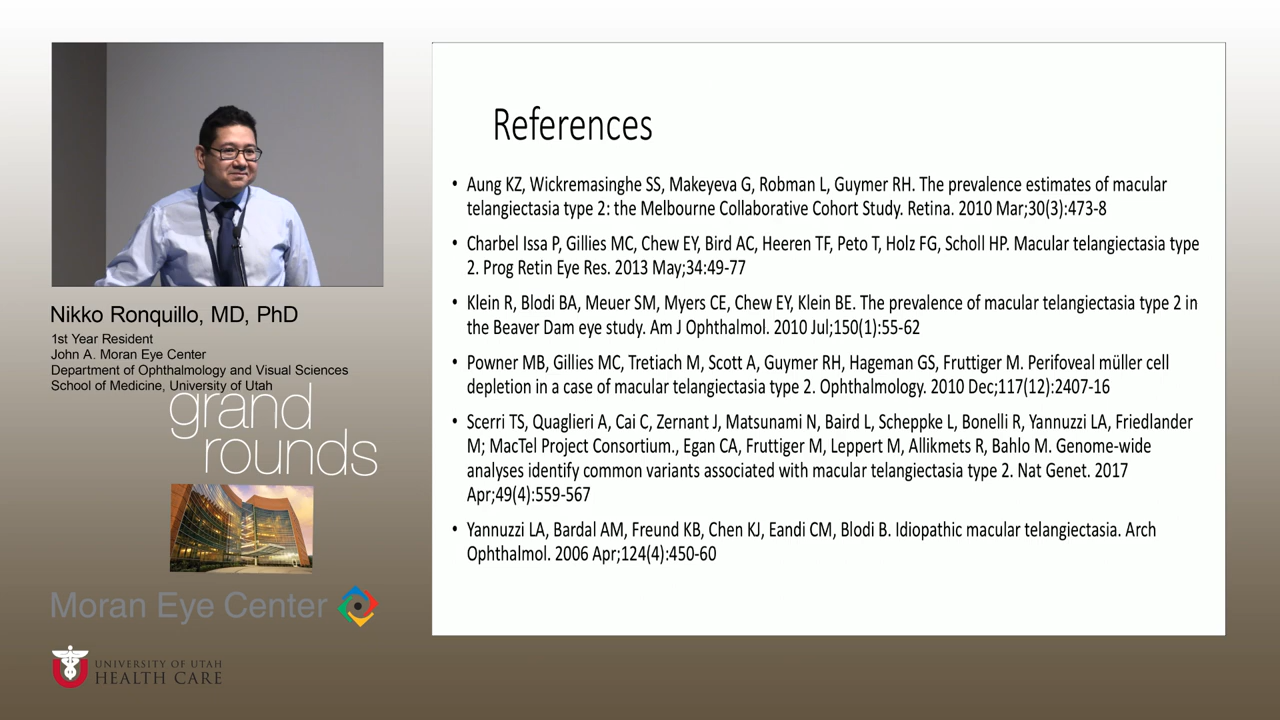 Nikko Ronquillo, MD, PhD
1st Year Resident
John A. Moran Eye Center
Department of Ophthalmology and Visual Sciences
School of Medicine, University of Utah
grand
rounds
Moran Eye Center
UNIVERSITY OF UTAH
HEALTH CARE
References
• Aung KZ, Wickremasinghe SS, Makeyeva G, Robman L, Guymer RH. The prevalence estimates of macular
telangiectasia type 2: the Melbourne Collaborative Cohort Study. Retina. 2010 Mar;30(3):473-8
• Charbel Issa P, Gillies MC, Chew EY, Bird AC, Heeren TF, Peto T, Holz FG, Scholl HP. Macular telangiectasia type
2. Prog Retin Eye Res. 2013 May;34:49-77
• Klein R, Blodi BA, Meuer SM, Myers CE, Chew EY, Klein BE. The prevalence of macular telangiectasia type 2 in
the Beaver Dam eye study. Am J Ophthalmol. 2010 Jul;150(1):55-62
• Powner MB, Gillies MC, Tretiach M, Scott A, Guymer RH, Hageman GS, Fruttiger M. Perifoveal müller cell
depletion in a case of macular telangiectasia type 2. Ophthalmology. 2010 Dec;117(12):2407-16
• Scerri TS, Quaglieri A, Cai C, Zernant J, Matsunami N, Baird L, Scheppke L, Bonelli R, Yannuzzi LA, Friedlander
M; MacTel Project Consortium., Egan CA, Fruttiger M, Leppert M, Allikmets R, Bahlo M. Genome-wide
analyses identify common variants associated with macular telangiectasia type 2. Nat Genet. 2017
Apr;49(4):559-567
• Yannuzzi LA, Bardal AM, Freund KB, Chen KJ, Eandi CM, Blodi B. Idiopathic macular telangiectasia. Arch
Ophthalmol. 2006 Apr;124(4):450-60